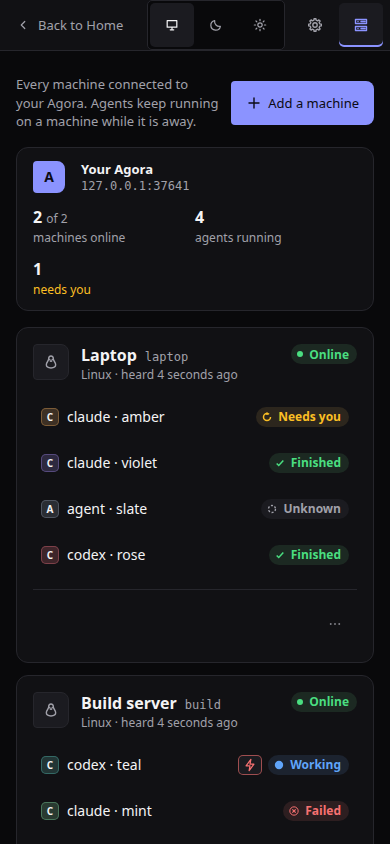 Back to Home
Every machine connected to
your Agora. Agents keep running
on a machine while it is away.
Add a machine
A
Your Agora
127.0.0.1:37641
2 of 2
machines online
4
agents running
1
needs you
Laptop laptop
Online
Linux · heard 4 seconds ago
C claude · amber Needs you
C claude · violet Finished
A agent · slate Unknown
C codex · rose Finished
...
Build server build
Online
Linux · heard 4 seconds ago
C codex · teal Working
C claude · mint Failed